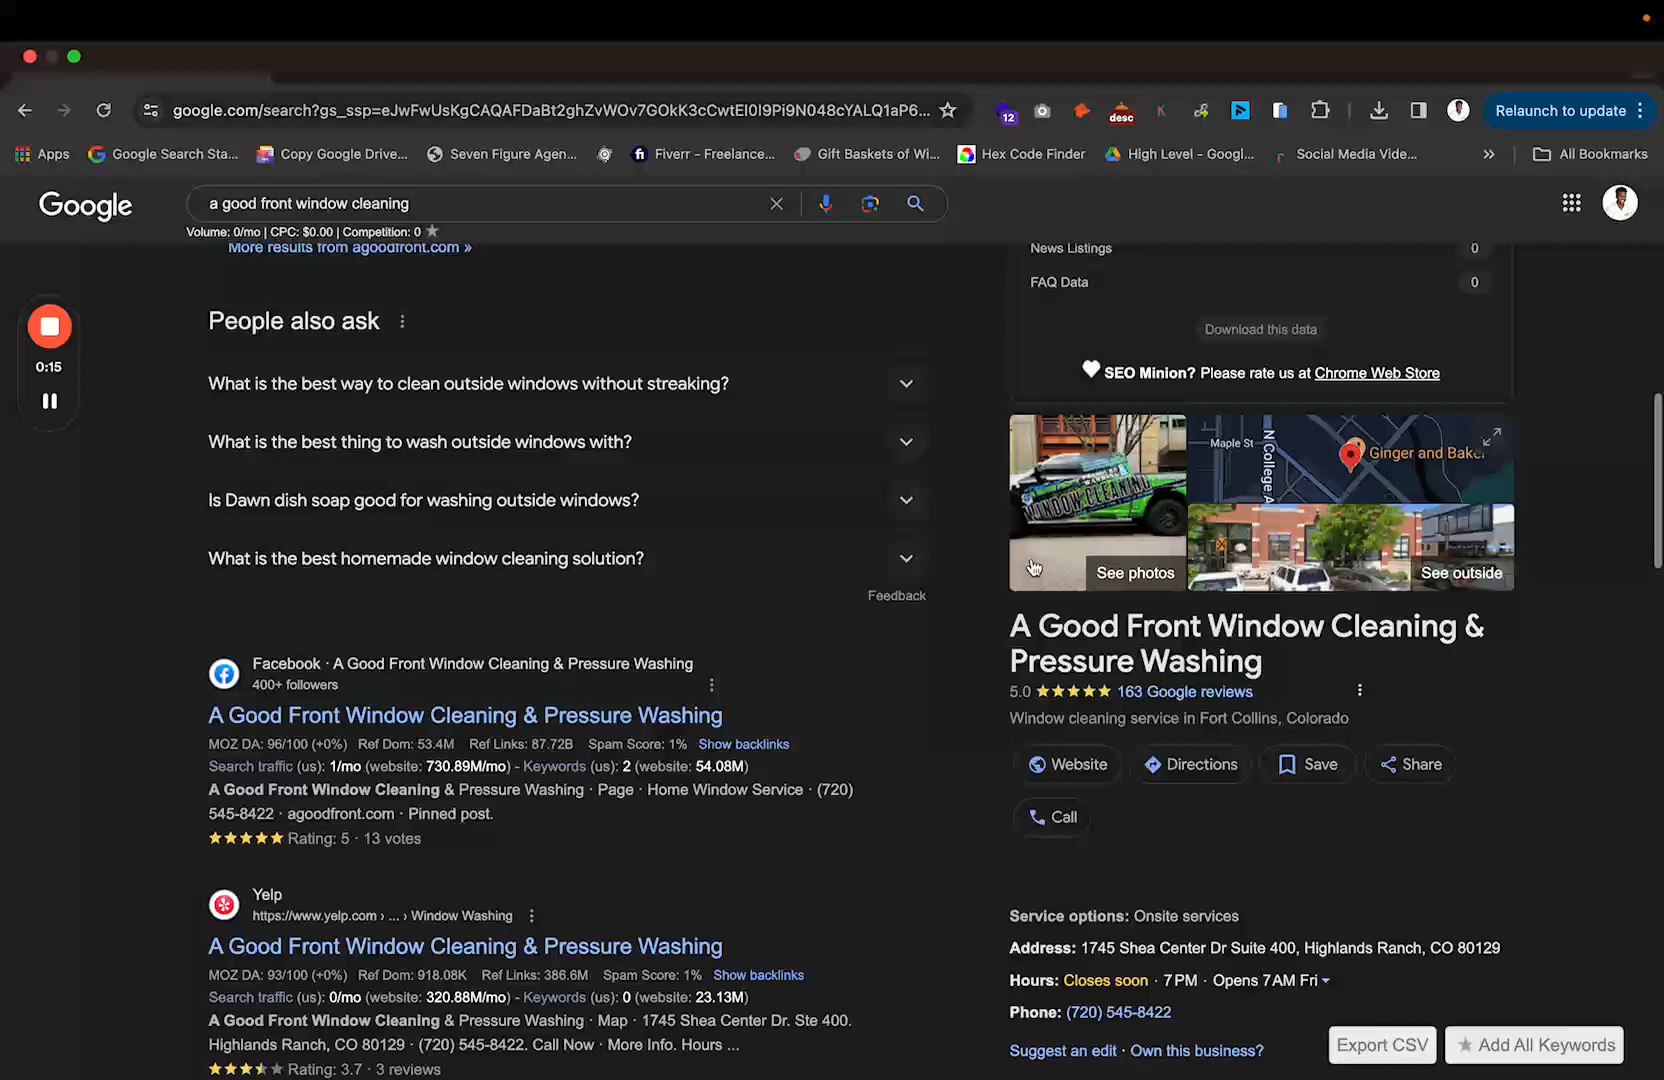 google.com/search?gs_ssp=eJwFwUsKgCAQAFDaBt2ghZvWOv7GOkK3cCwtEI0I9Pi9N048cYALQ1aP6...
12
desc
K
Relaunch to update
Apps
Google Search Sta...
Copy Google Drive...
Seven Figure Agen...
fi
Fiverr – Freelance...
Gift Baskets of Wi...
Hex Code Finder
High Level – Googl...
Social Media Vide...
»
All Bookmarks
Google
a good front window cleaning
Volume: 0/mo | CPC: $0.00 | Competition: 0
More results from agoodfront.com »
0:15
People also ask
What is the best way to clean outside windows without streaking?
What is the best thing to wash outside windows with?
Is Dawn dish soap good for washing outside windows?
What is the best homemade window cleaning solution?
Feedback
Facebook · A Good Front Window Cleaning & Pressure Washing
400+ followers
A Good Front Window Cleaning & Pressure Washing
MOZ DA: 96/100 (+0%) Ref Dom: 53.4M Ref Links: 87.72B Spam Score: 1% Show backlinks
Search traffic (us): 1/mo (website: 730.89M/mo) - Keywords (us): 2 (website: 54.08M)
A Good Front Window Cleaning & Pressure Washing · Page · Home Window Service · (720)
545-8422 · agoodfront.com · Pinned post.
Rating: 5 · 13 votes
Yelp
https://www.yelp.com › ... › Window Washing
A Good Front Window Cleaning & Pressure Washing
MOZ DA: 93/100 (+0%) Ref Dom: 918.08K Ref Links: 386.6M Spam Score: 1% Show backlinks
Search traffic (us): 0/mo (website: 320.88M/mo) - Keywords (us): 0 (website: 23.13M)
A Good Front Window Cleaning & Pressure Washing · Map · 1745 Shea Center Dr. Ste 400.
Highlands Ranch, CO 80129 · (720) 545-8422. Call Now · More Info. Hours ...
Rating: 3.7 · 3 reviews
News Listings 0
FAQ Data 0
Download this data
SEO Minion? Please rate us at Chrome Web Store
WINDOW CLEANING
See photos
Maple St
N College A
Ginger and Baker
See outside
A Good Front Window Cleaning &
Pressure Washing
5.0 163 Google reviews
Window cleaning service in Fort Collins, Colorado
Website
Directions
Save
Share
Call
Service options: Onsite services
Address: 1745 Shea Center Dr Suite 400, Highlands Ranch, CO 80129
Hours: Closes soon · 7 PM · Opens 7 AM Fri
Phone: (720) 545-8422
Suggest an edit · Own this business?
Export CSV
Add All Keywords